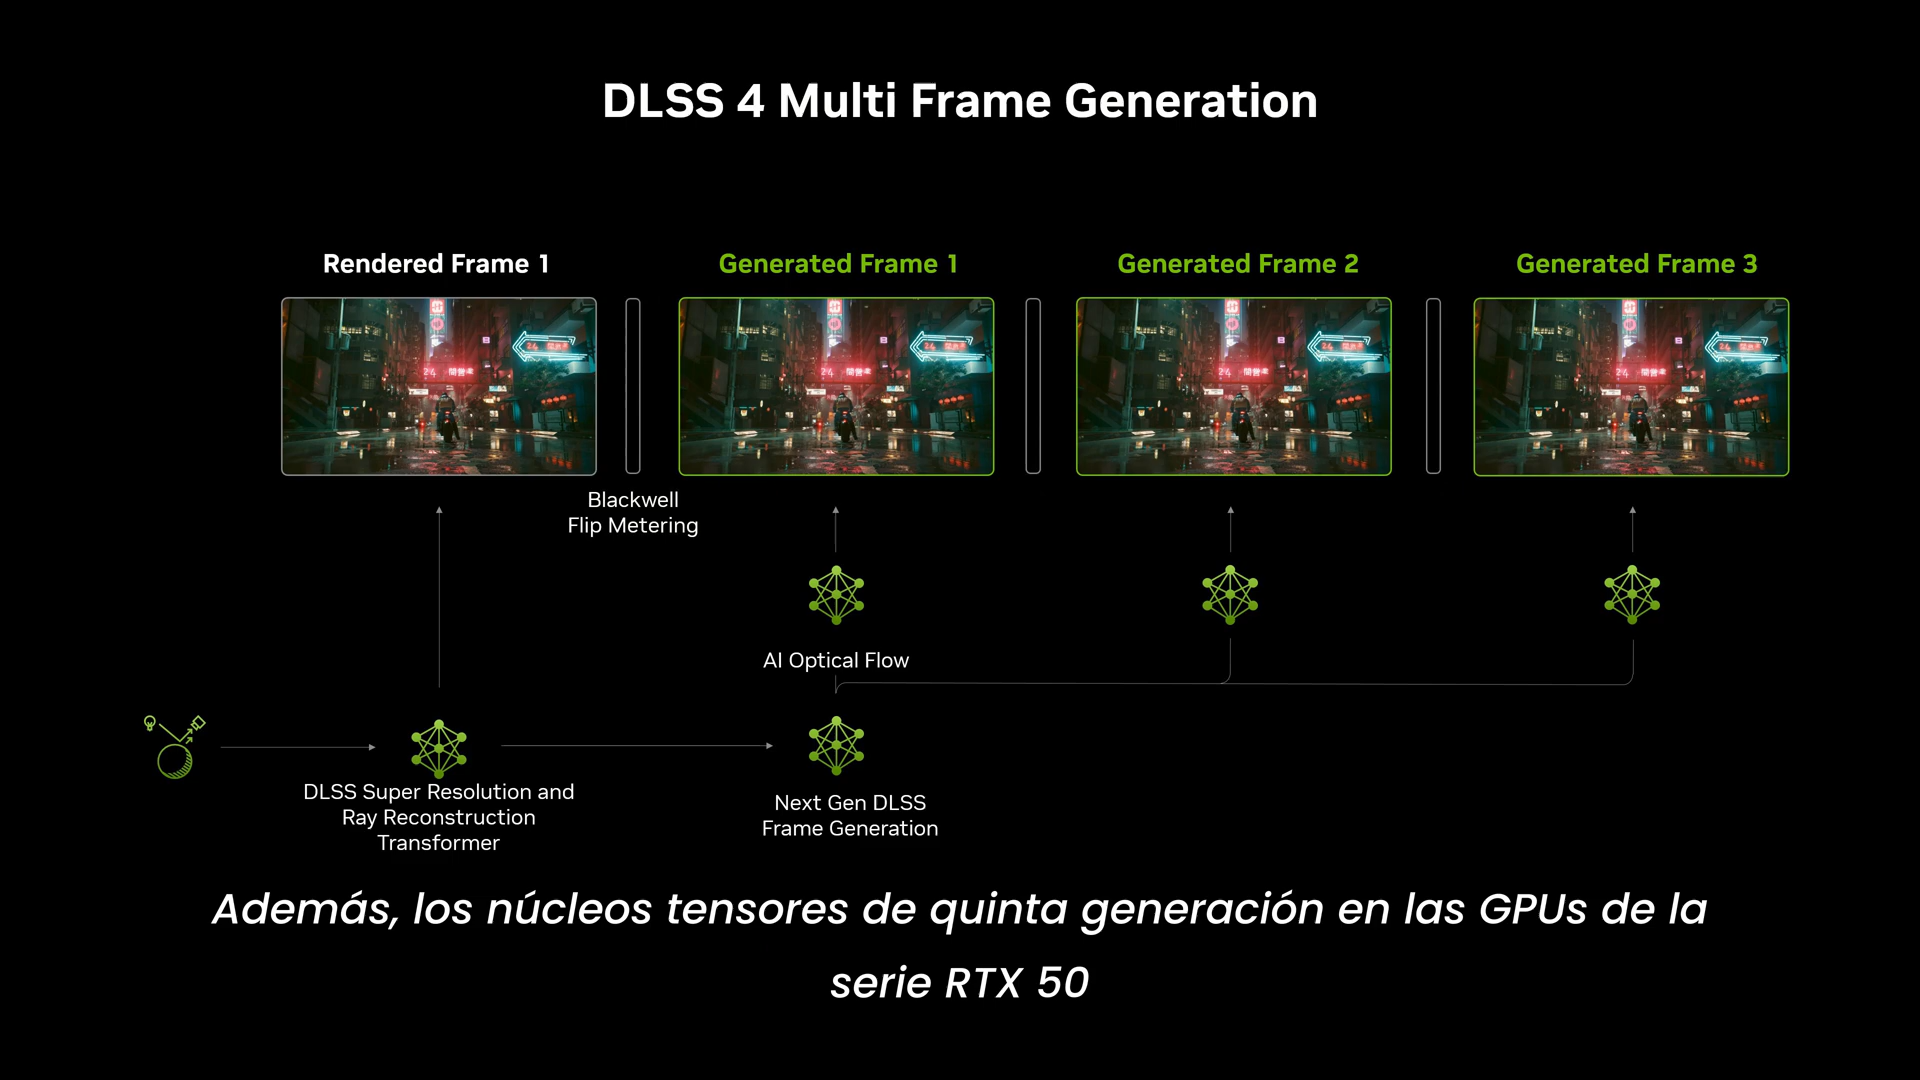 DLSS 4 Multi Frame Generation
Rendered Frame 1
Generated Frame 1
Generated Frame 2
Generated Frame 3
Blackwell
Flip Metering
AI Optical Flow
DLSS Super Resolution and
Ray Reconstruction
Transformer
Next Gen DLSS
Frame Generation
Además, los núcleos tensores de quinta generación en las GPUs de la
serie RTX 50